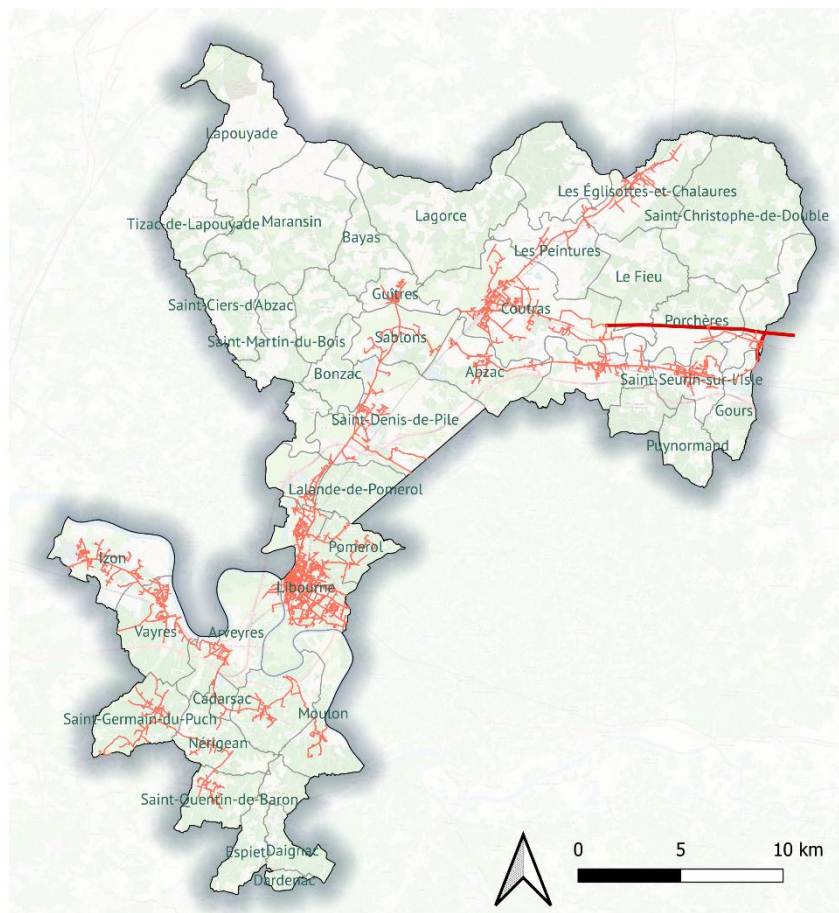 Lapouyade
Les Églisottes-et-Chalaures
Saint-Christophe-de-Double
Lagorce
Tizac-de-Lapouyade
Maransin
Bayas
Les Peintures
Le Fieu
Guîtres
Saint-Ciers-d'Abzac
Coutras
Porchères
Saint-Martin-du-Bois
Sablons
Bonzac
Abzac
Saint-Seurin-sur-l'Isle
Gours
Saint-Denis-de-Pile
Puynormand
Lalande-de-Pomerol
Pomerol
Izon
Libourne
Vayres
Arveyres
Cadarsac
Saint-Germain-du-Puch
Moulon
Nérigean
Saint-Quentin-de-Baron
Espiet
Daignac
Dardenac
0 5 10 km